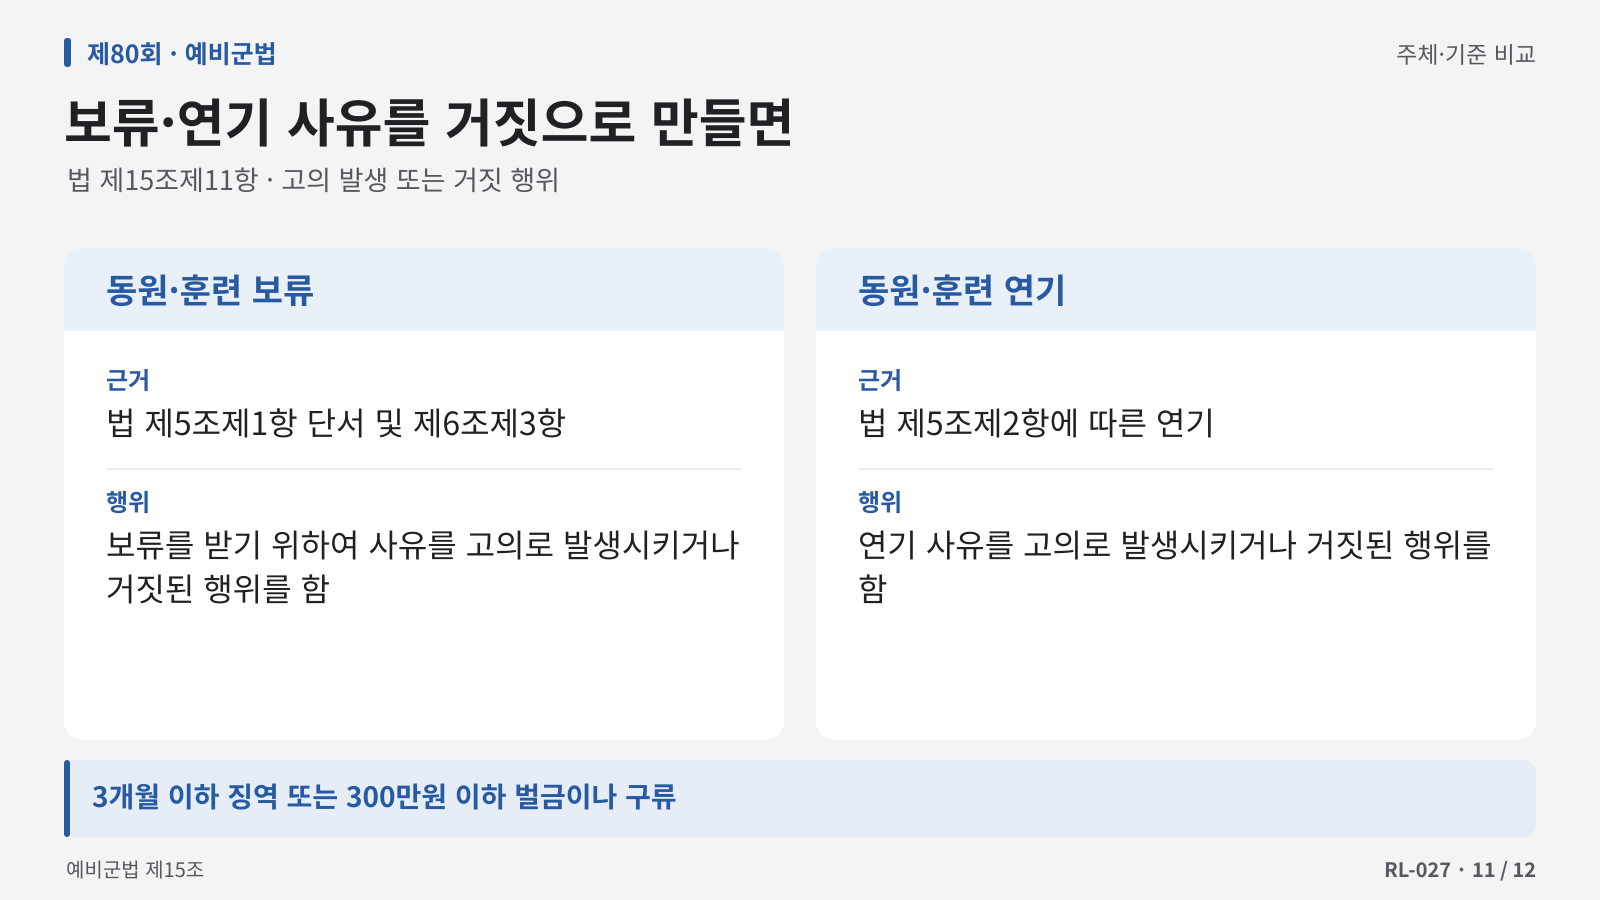 제80회 · 예비군법
주체·기준 비교
보류·연기 사유를 거짓으로 만들면
법 제15조제11항 · 고의 발생 또는 거짓 행위
동원·훈련 보류
근거
법 제5조제1항 단서 및 제6조제3항
행위
보류를 받기 위하여 사유를 고의로 발생시키거나
거짓된 행위를 함
동원·훈련 연기
근거
법 제5조제2항에 따른 연기
행위
연기 사유를 고의로 발생시키거나 거짓된 행위를
함
3개월 이하 징역 또는 300만원 이하 벌금이나 구류
예비군법 제15조
RL-027 · 11 / 12